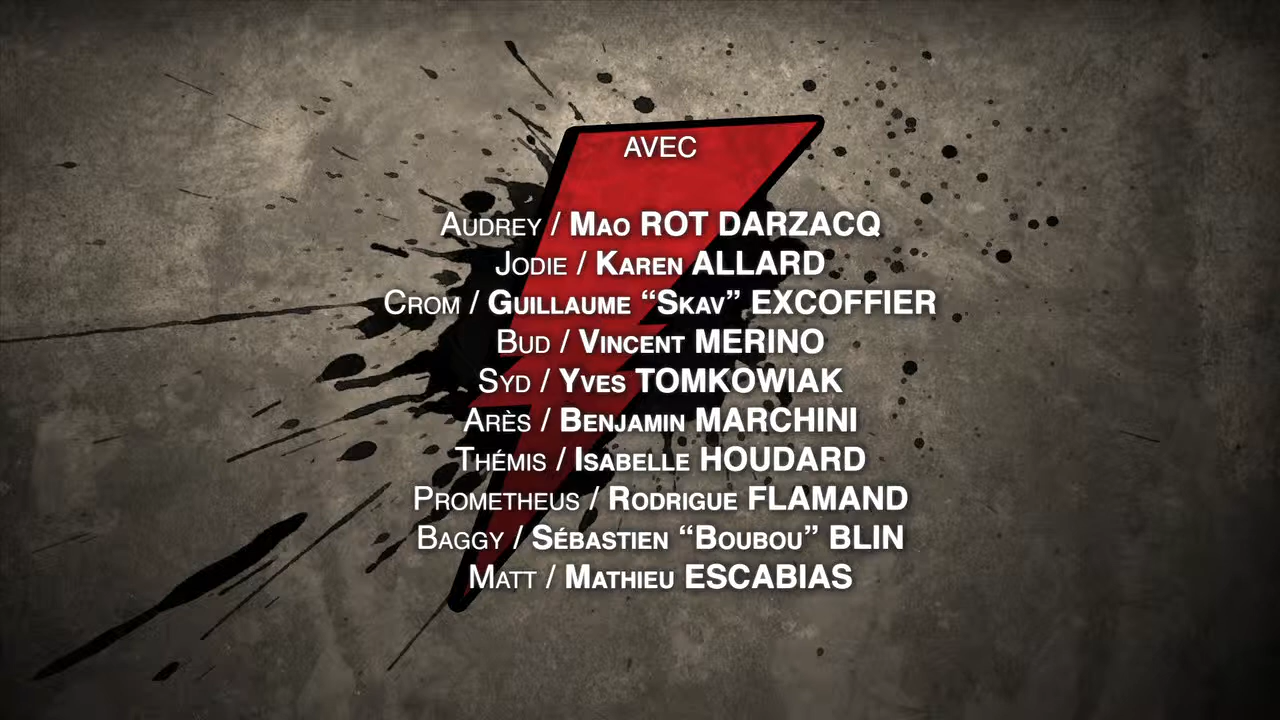 AVEC
AUDREY / MAO ROT DARZACQ
JODIE / KAREN ALLARD
CROM / GUILLAUME “SKAV” EXCOFFIER
BUD / VINCENT MERINO
SYD / YVES TOMKOWIAK
ARÈS / BENJAMIN MARCHINI
THÉMIS / ISABELLE HOUDARD
PROMETHEUS / RODRIGUE FLAMAND
BAGGY / SÉBASTIEN “BOUBOU” BLIN
MATT / MATHIEU ESCABIAS